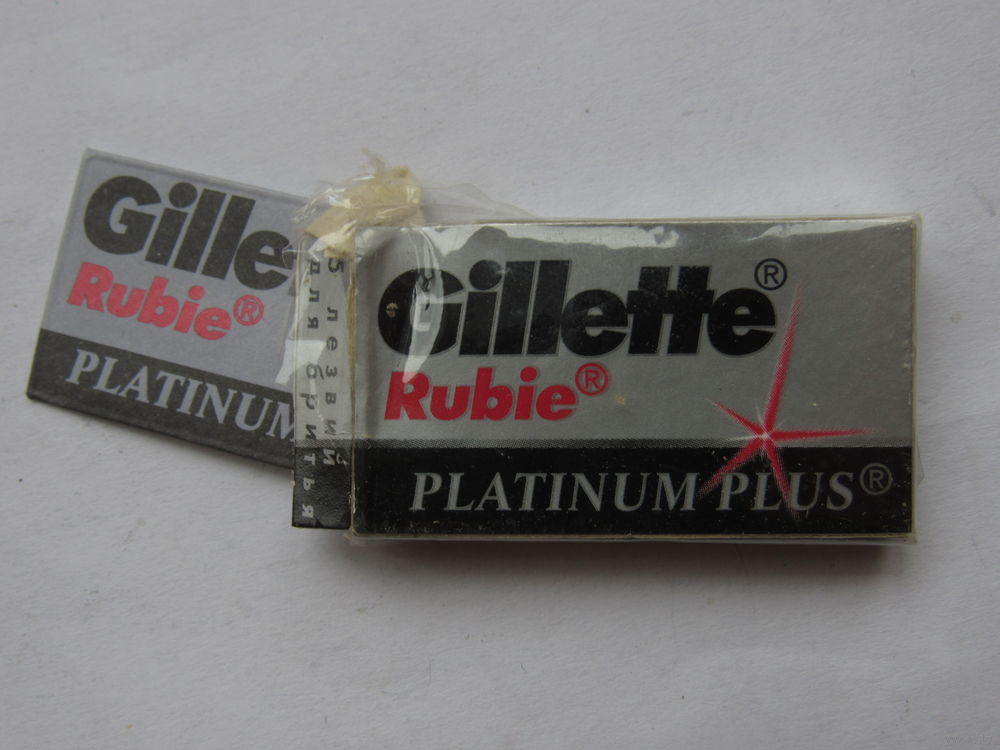 Gille
Rubie®
PLATINUM
5 лезвий
для бритья
Gillette®
Rubie®
PLATINUM PLUS®